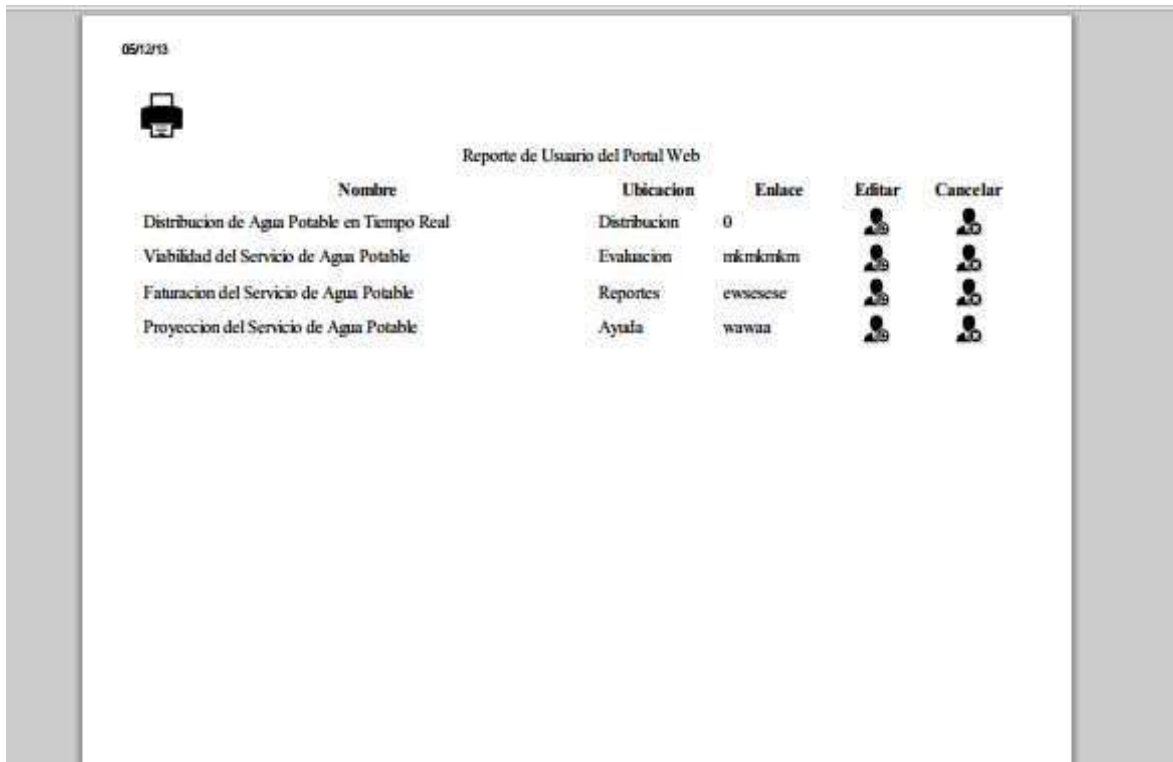 05/12/13
Reporte de Usuario del Portal Web
Nombre Ubicacion Enlace Editar Cancelar
Distribucion de Agua Potable en Tiempo Real Distribucion 0
Viabilidad del Servicio de Agua Potable Evaluacion mkmkmkm
Faturacion del Servicio de Agua Potable Reportes ewsesese
Proyeccion del Servicio de Agua Potable Ayuda wawaa